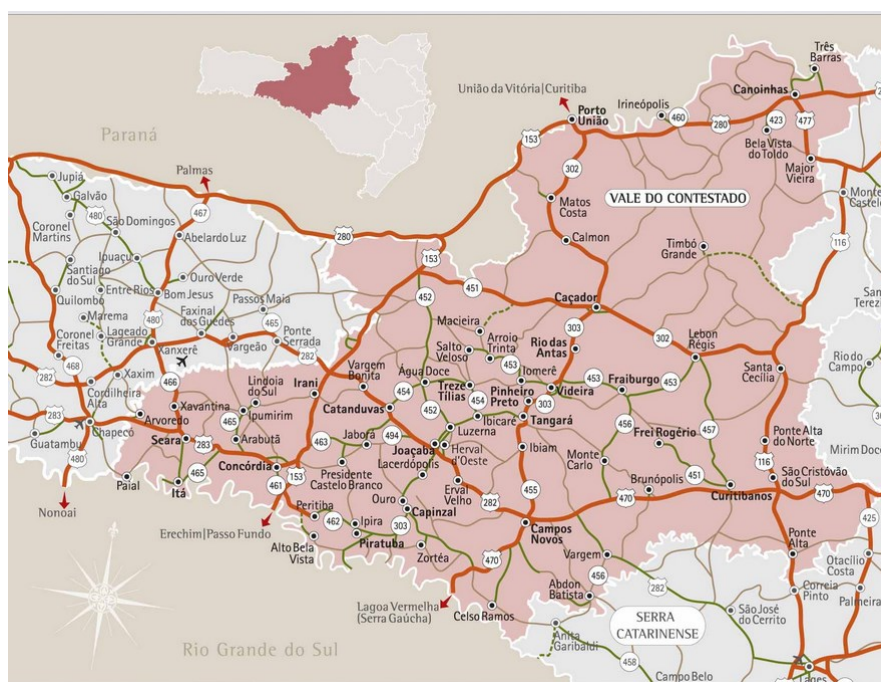 Três
Barras
União da Vitória|Curitiba
Canoinhas
Irineópolis
Porto
União
460
280
423
477
153
Bela Vista
do Toldo
Paraná
Major
Vieira
302
Palmas
Jupiá
Matos
Costa
VALE DO CONTESTADO
Monte
Castelo
Galvão
480
467
Coronel
Martins
São Domingos
Abelardo Luz
280
Calmon
Timbó
Grande
116
153
Ipuaçu
Santiago
do Sul
Ouro Verde
451
Quilombo
Entre Rios
Bom Jesus
Passos Maia
452
Caçador
Marema
480
Faxinal
dos Guedes
465
Macieira
303
Coronel
Freitas
Lageado
Grande
Vargeão
Ponte
Serrada
Rio das
Antas
302
Lebon
Régis
Xanxerê
282
Salto
Veloso
Arroio
Trinta
453
Santa
Cecília
Rio do
Campo
468
Xaxim
466
Vargem
Bonita
Água Doce
Iomerê
282
Cordilheira
Alta
Lindoia
do Sul
Irani
454
Treze
Tílias
Pinheiro
Preto
Videira
453
Fraiburgo
453
283
Xavantina
Ipumirim
Catanduvas
452
454
303
Arvoredo
465
Ibicaré
Tangará
456
457
Chapecó
Guatambu
Seara
283
Arabutã
463
494
Jaborá
Luzerna
Frei Rogério
Ponte Alta
do Norte
Mirim Doce
Joaçaba
Herval
d'Oeste
Ibiam
480
Concórdia
Lacerdópolis
Monte
Carlo
451
116
Paial
Itá
465
461
153
Presidente
Castelo Branco
Erval
Velho
455
Brunópolis
São Cristóvão
do Sul
282
470
Curitibanos
470
Nonoai
Peritiba
Ouro
Capinzal
425
Erechim|Passo Fundo
462
Ipira
303
Campos
Novos
Ponte
Alta
Alto Bela
Vista
Piratuba
Zortéa
470
Vargem
Otacílio
Costa
456
282
Abdon
Batista
Correia
Pinto
Palmeira
Lagoa Vermelha
(Serra Gaúcha)
Celso Ramos
SERRA
CATARINENSE
São José
do Cerrito
Anita
Garibaldi
Rio Grande do Sul
458
Campo Belo
Lages